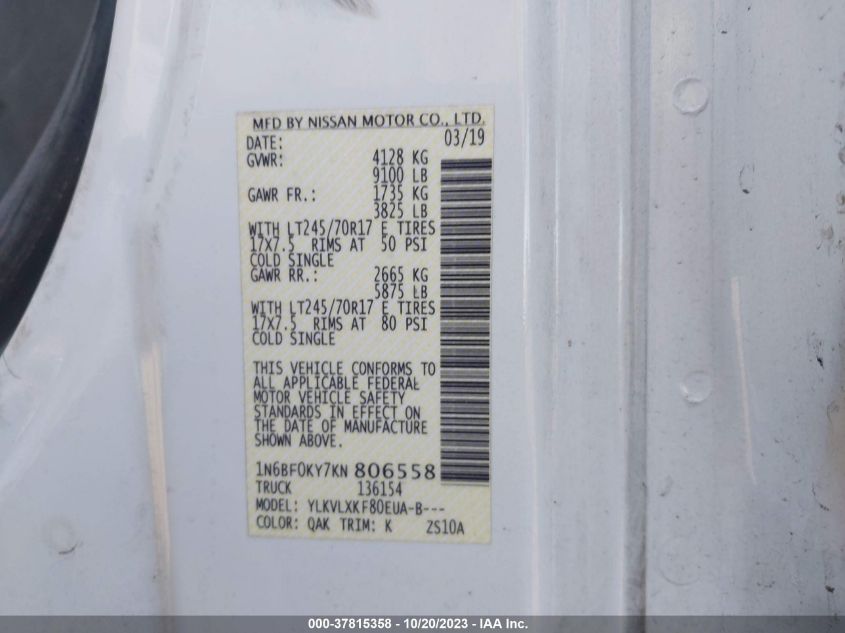 MFD BY NISSAN MOTOR CO., LTD.
DATE: 03/19
GVWR: 4128 KG
9100 LB
GAWR FR.: 1735 KG
3825 LB
WITH LT245/70R17 E TIRES
17X7.5 RIMS AT 50 PSI
COLD SINGLE
GAWR RR.: 2665 KG
5875 LB
WITH LT245/70R17 E TIRES
17X7.5 RIMS AT 80 PSI
COLD SINGLE
THIS VEHICLE CONFORMS TO
ALL APPLICABLE FEDERAL
MOTOR VEHICLE SAFETY
STANDARDS IN EFFECT ON
THE DATE OF MANUFACTURE
SHOWN ABOVE.
1N6BF0KY7KN 806558
TRUCK 136154
MODEL: YLKVLXKF80EUA-B---
COLOR: QAK TRIM: K 2S10A
000-37815358 - 10/20/2023 - IAA Inc.